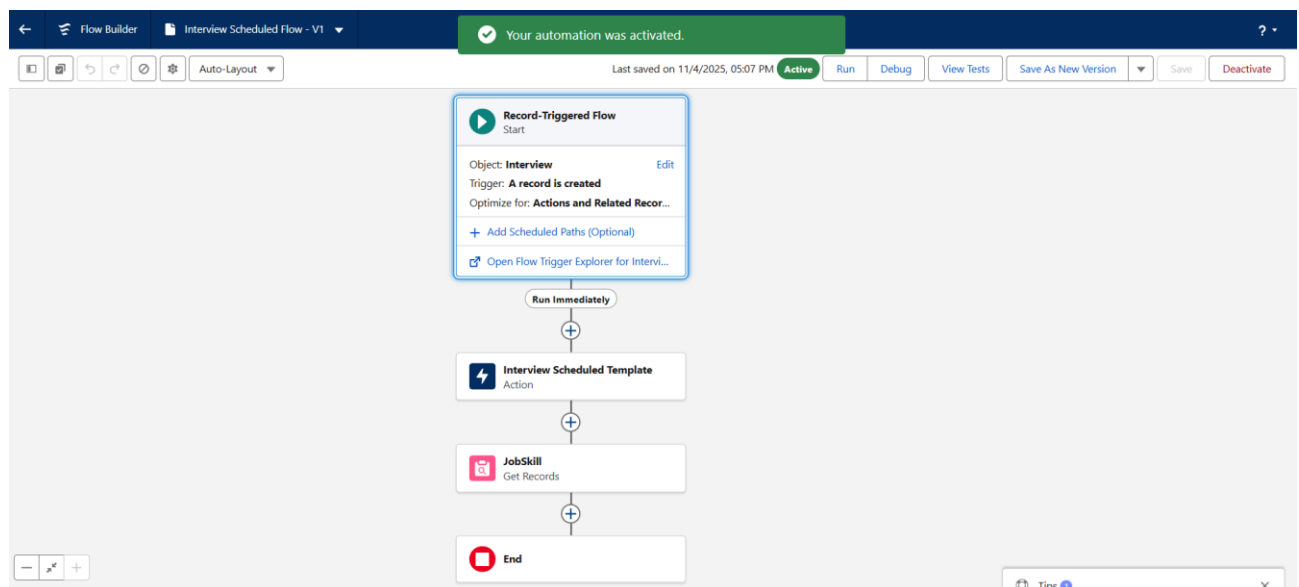 Flow Builder
Interview Scheduled Flow - V1
Your automation was activated.
?
Auto-Layout
Last saved on 11/4/2025, 05:07 PM
Active
Run
Debug
View Tests
Save As New Version
Save
Deactivate
Record-Triggered Flow
Start
Object: Interview
Edit
Trigger: A record is created
Optimize for: Actions and Related Recor...
+ Add Scheduled Paths (Optional)
Open Flow Trigger Explorer for Intervi...
Run Immediately
Interview Scheduled Template
Action
JobSkill
Get Records
End
Tips